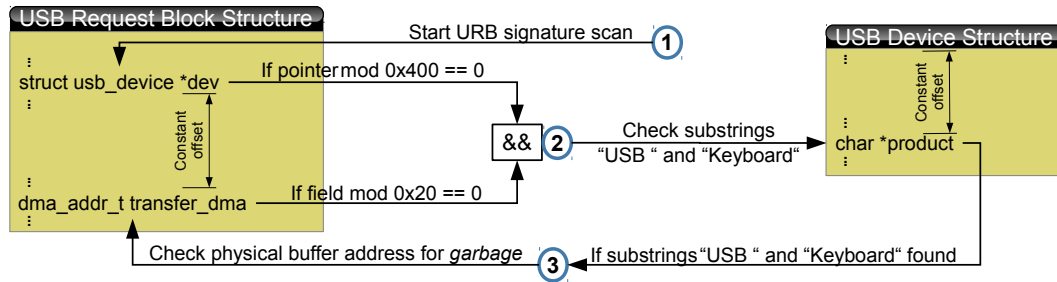 USB Request Block Structure
...
struct usb_device *dev
...
Constant
offset
...
dma_addr_t transfer_dma
...
Start URB signature scan
1
If pointer mod 0x400 == 0
&&
2
If field mod 0x20 == 0
Check substrings
“USB “ and “Keyboard“
USB Device Structure
...
Constant
offset
...
char *product
...
Check physical buffer address for garbage
3
If substrings “USB “ and “Keyboard“ found